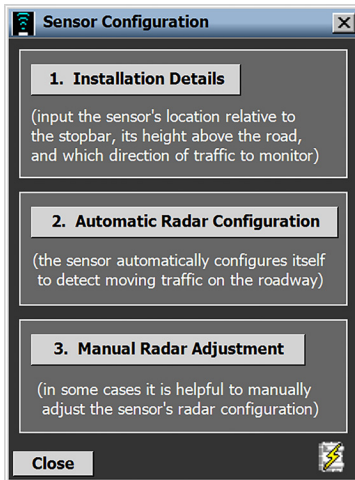 Sensor Configuration
1. Installation Details
(input the sensor's location relative to
the stopbar, its height above the road,
and which direction of traffic to monitor)
2. Automatic Radar Configuration
(the sensor automatically configures itself
to detect moving traffic on the roadway)
3. Manual Radar Adjustment
(in some cases it is helpful to manually
adjust the sensor's radar configuration)
Close